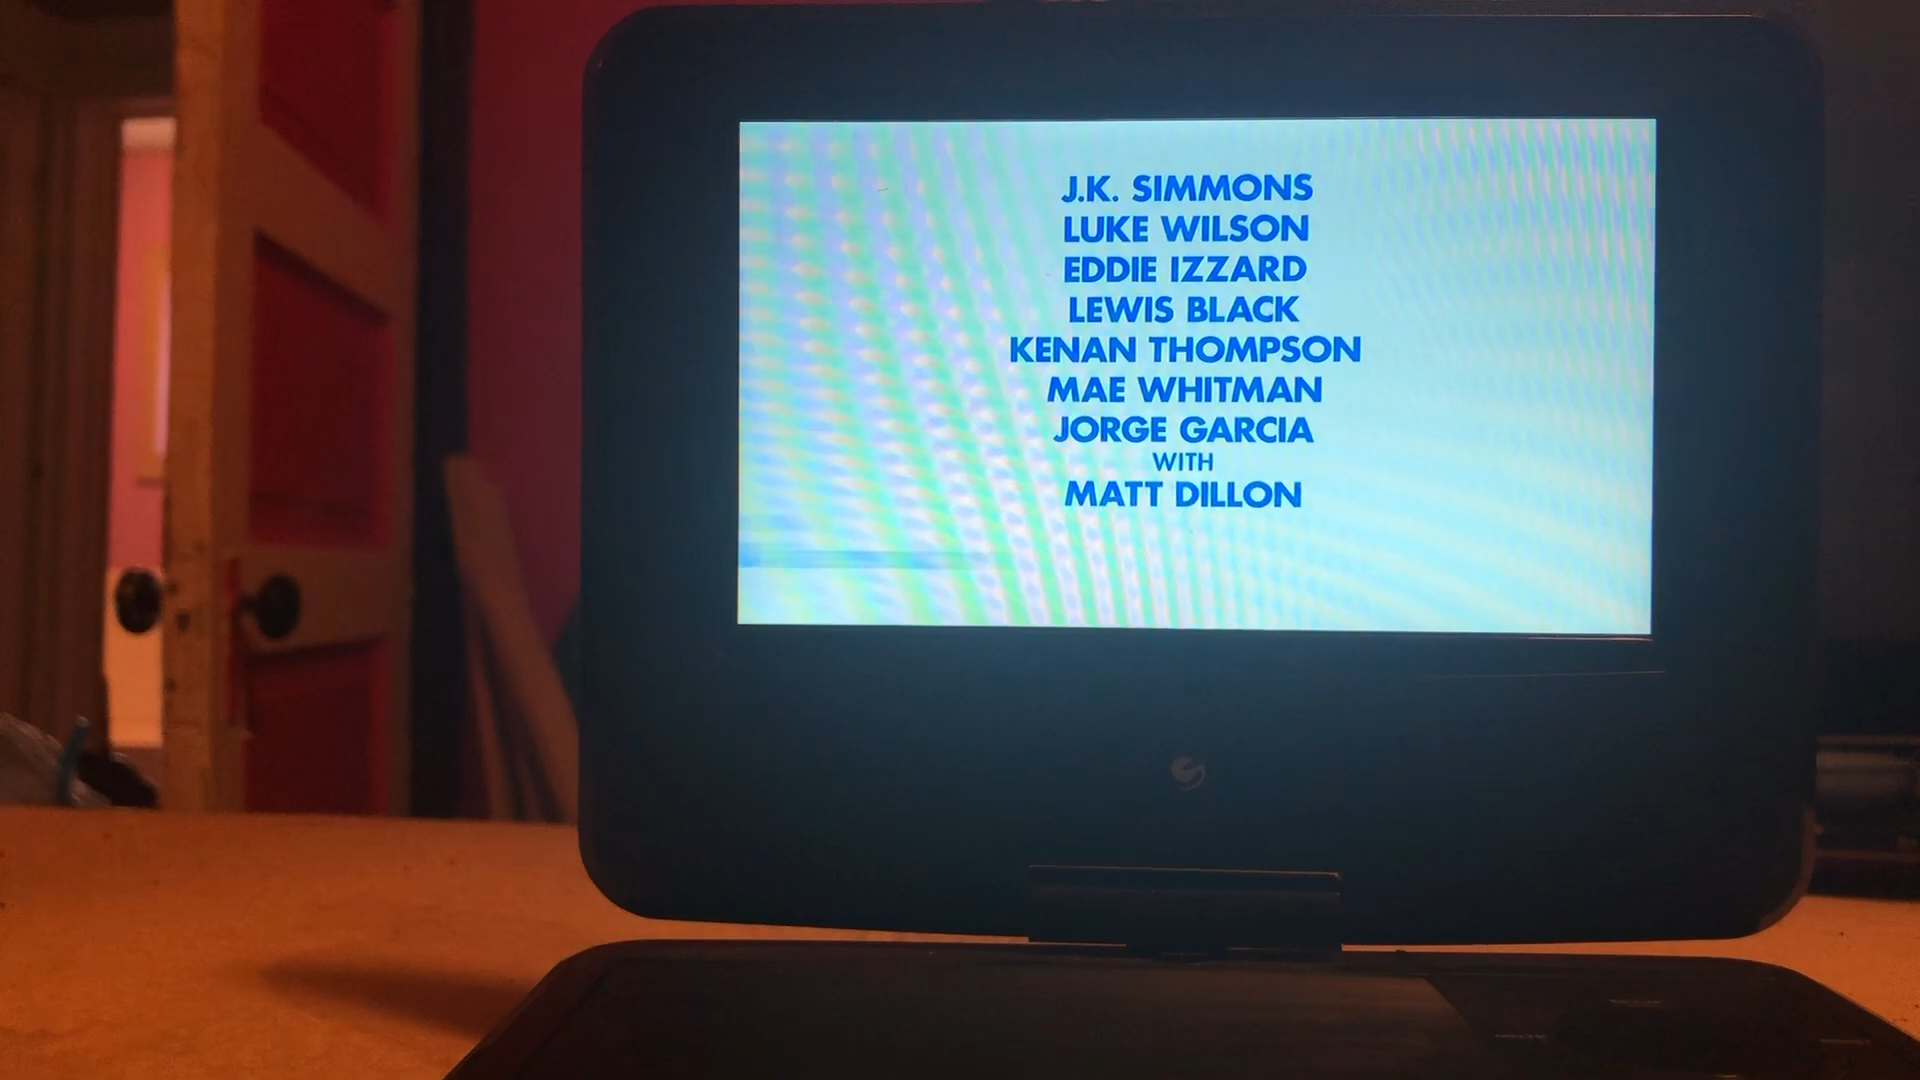 J.K. SIMMONS
LUKE WILSON
EDDIE IZZARD
LEWIS BLACK
KENAN THOMPSON
MAE WHITMAN
JORGE GARCIA
WITH
MATT DILLON